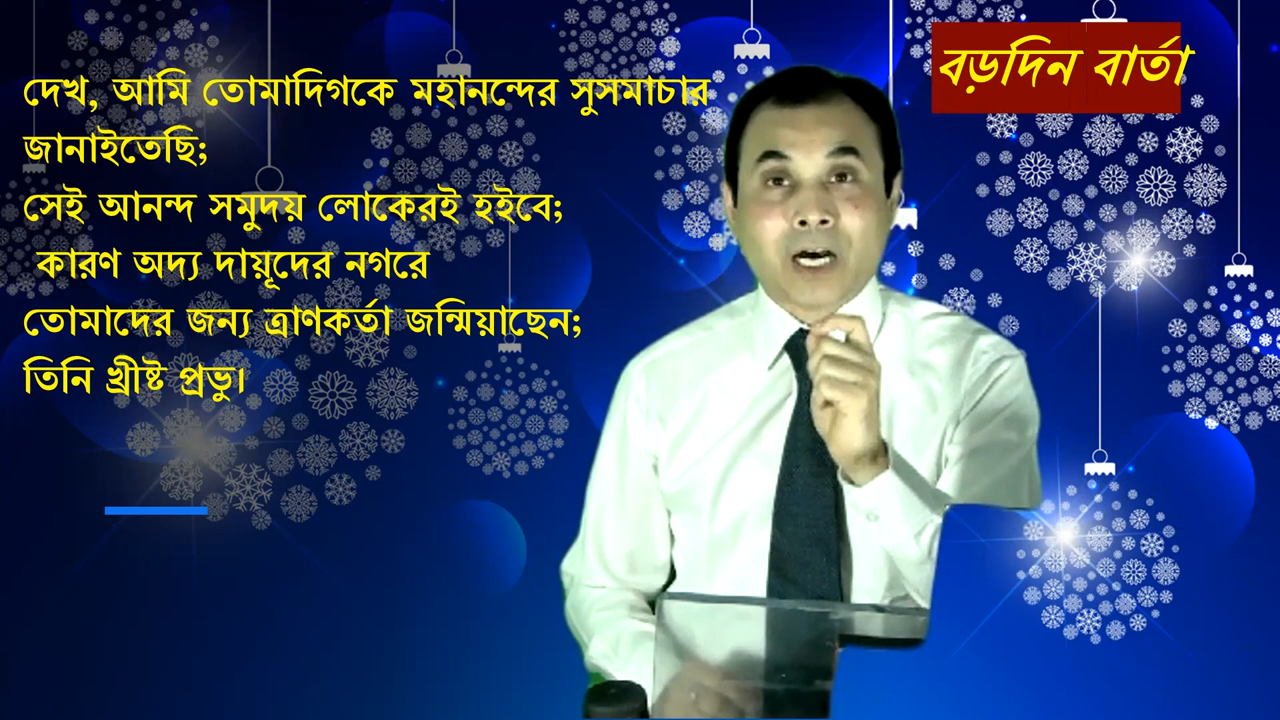 দেখ, আমি তোমাদিগকে মহানন্দের সুসমাচার
জানাইতেছি;
সেই আনন্দ সমুদয় লোকেরই হইবে;
কারণ অদ্য দায়ূদের নগরে
তোমাদের জন্য ত্রাণকর্তা জন্মিয়াছেন;
তিনি খ্রীষ্ট প্রভু।
বড়দিন বার্তা